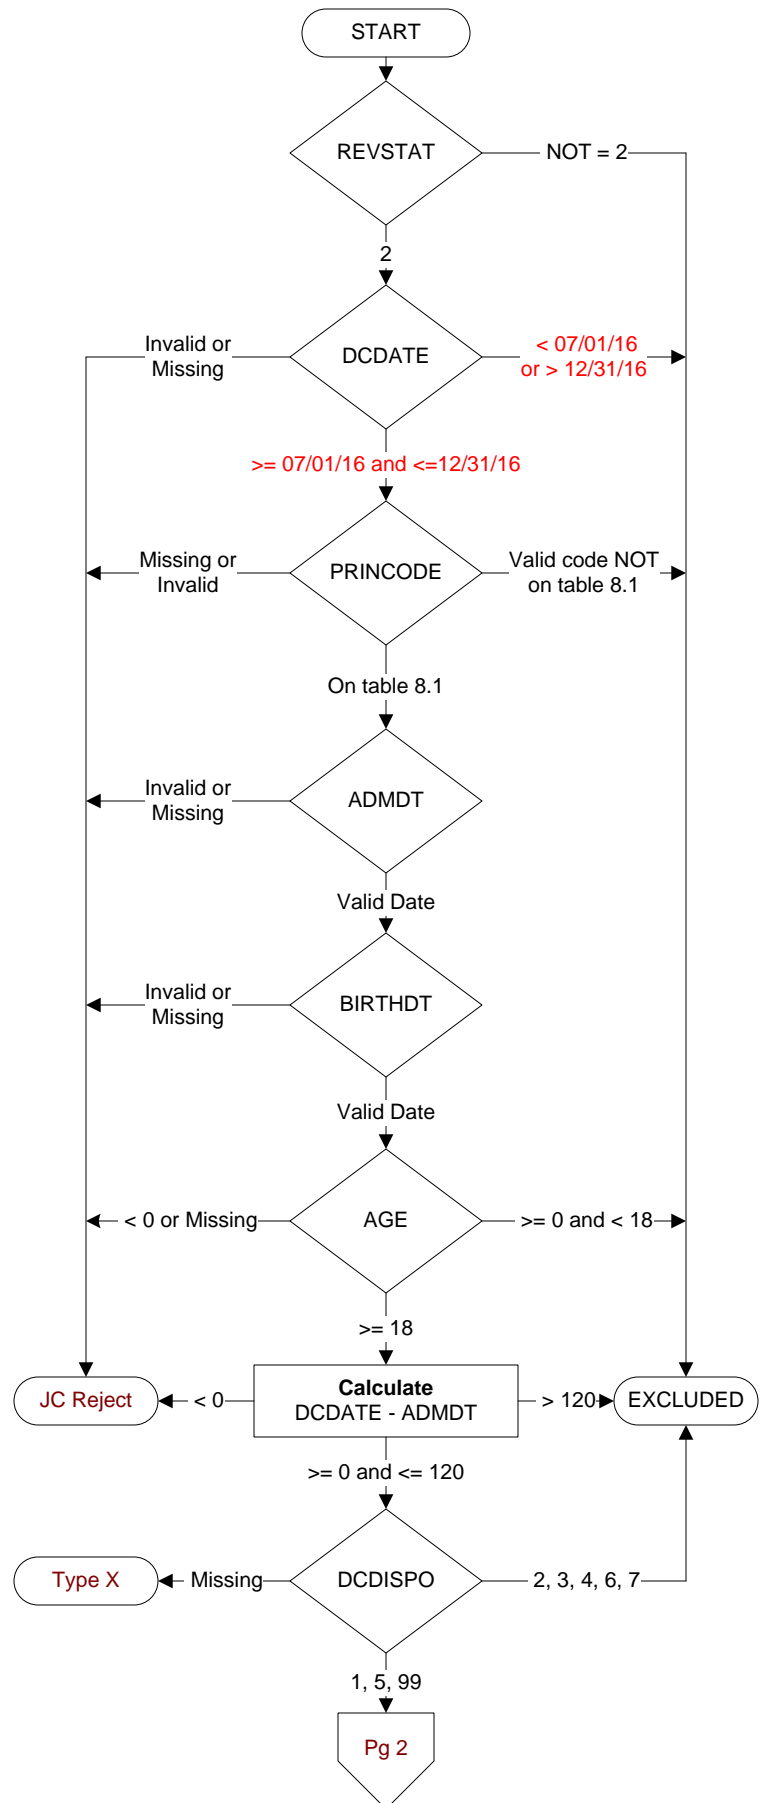 START
REVSTAT
NOT = 2
2
Invalid or
Missing
DCDATE
< 07/01/16
or > 12/31/16
>= 07/01/16 and <=12/31/16
Missing or
Invalid
PRINCODE
Valid code NOT
on table 8.1
On table 8.1
Invalid or
Missing
ADMDT
Valid Date
Invalid or
Missing
BIRTHDT
Valid Date
< 0 or Missing
AGE
>= 0 and < 18
>= 18
JC Reject
< 0
Calculate
DCDATE - ADMDT
> 120
EXCLUDED
>= 0 and <= 120
Type X
Missing
DCDISPO
2, 3, 4, 6, 7
1, 5, 99
Pg 2